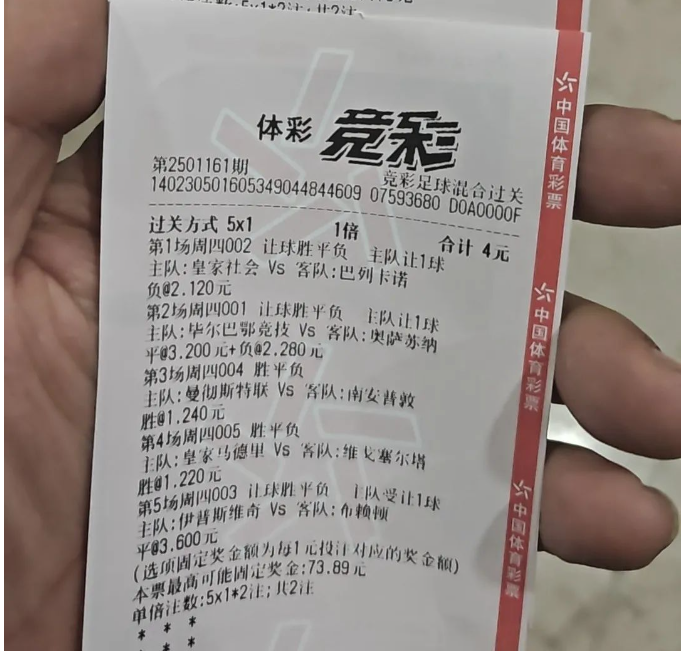 单倍注数:5x1*2注;共2注
体彩 竞彩
竞彩足球混合过关
第2501161期
140230501605349044844609 07593680 D0A0000F
过关方式 5x1 1倍 合计 4元
第1场周四002 让球胜平负 主队让1球
主队:皇家社会 Vs 客队:巴列卡诺
负@2.120元
第2场周四001 让球胜平负 主队让1球
主队:毕尔巴鄂竞技 Vs 客队:奥萨苏纳
平@3.200元+负@2.280元
第3场周四004 胜平负
主队:曼彻斯特联 Vs 客队:南安普敦
胜@1.240元
第4场周四005 胜平负
主队:皇家马德里 Vs 客队:维戈塞尔塔
胜@1.220元
第5场周四003 让球胜平负 主队受让1球
主队:伊普斯维奇 Vs 客队:布赖顿
平@3.600元
(选项固定奖金额为每1元投注对应的奖金额)
本票最高可能固定奖金:73.89元
单倍注数:5x1*2注;共2注
* * *
* *
中国体育彩票
中国体育彩票
中国体育彩票